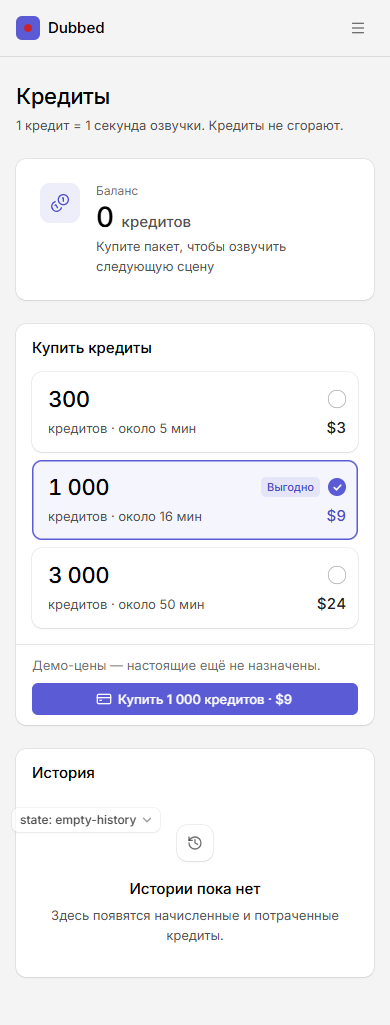 Dubbed
Кредиты
1 кредит = 1 секунда озвучки. Кредиты не сгорают.
Баланс
0 кредитов
Купите пакет, чтобы озвучить
следующую сцену
Купить кредиты
300
кредитов · около 5 мин
$3
1 000
Выгодно
кредитов · около 16 мин
$9
3 000
кредитов · около 50 мин
$24
Демо-цены — настоящие ещё не назначены.
Купить 1 000 кредитов · $9
История
state: empty-history
Истории пока нет
Здесь появятся начисленные и потраченные
кредиты.